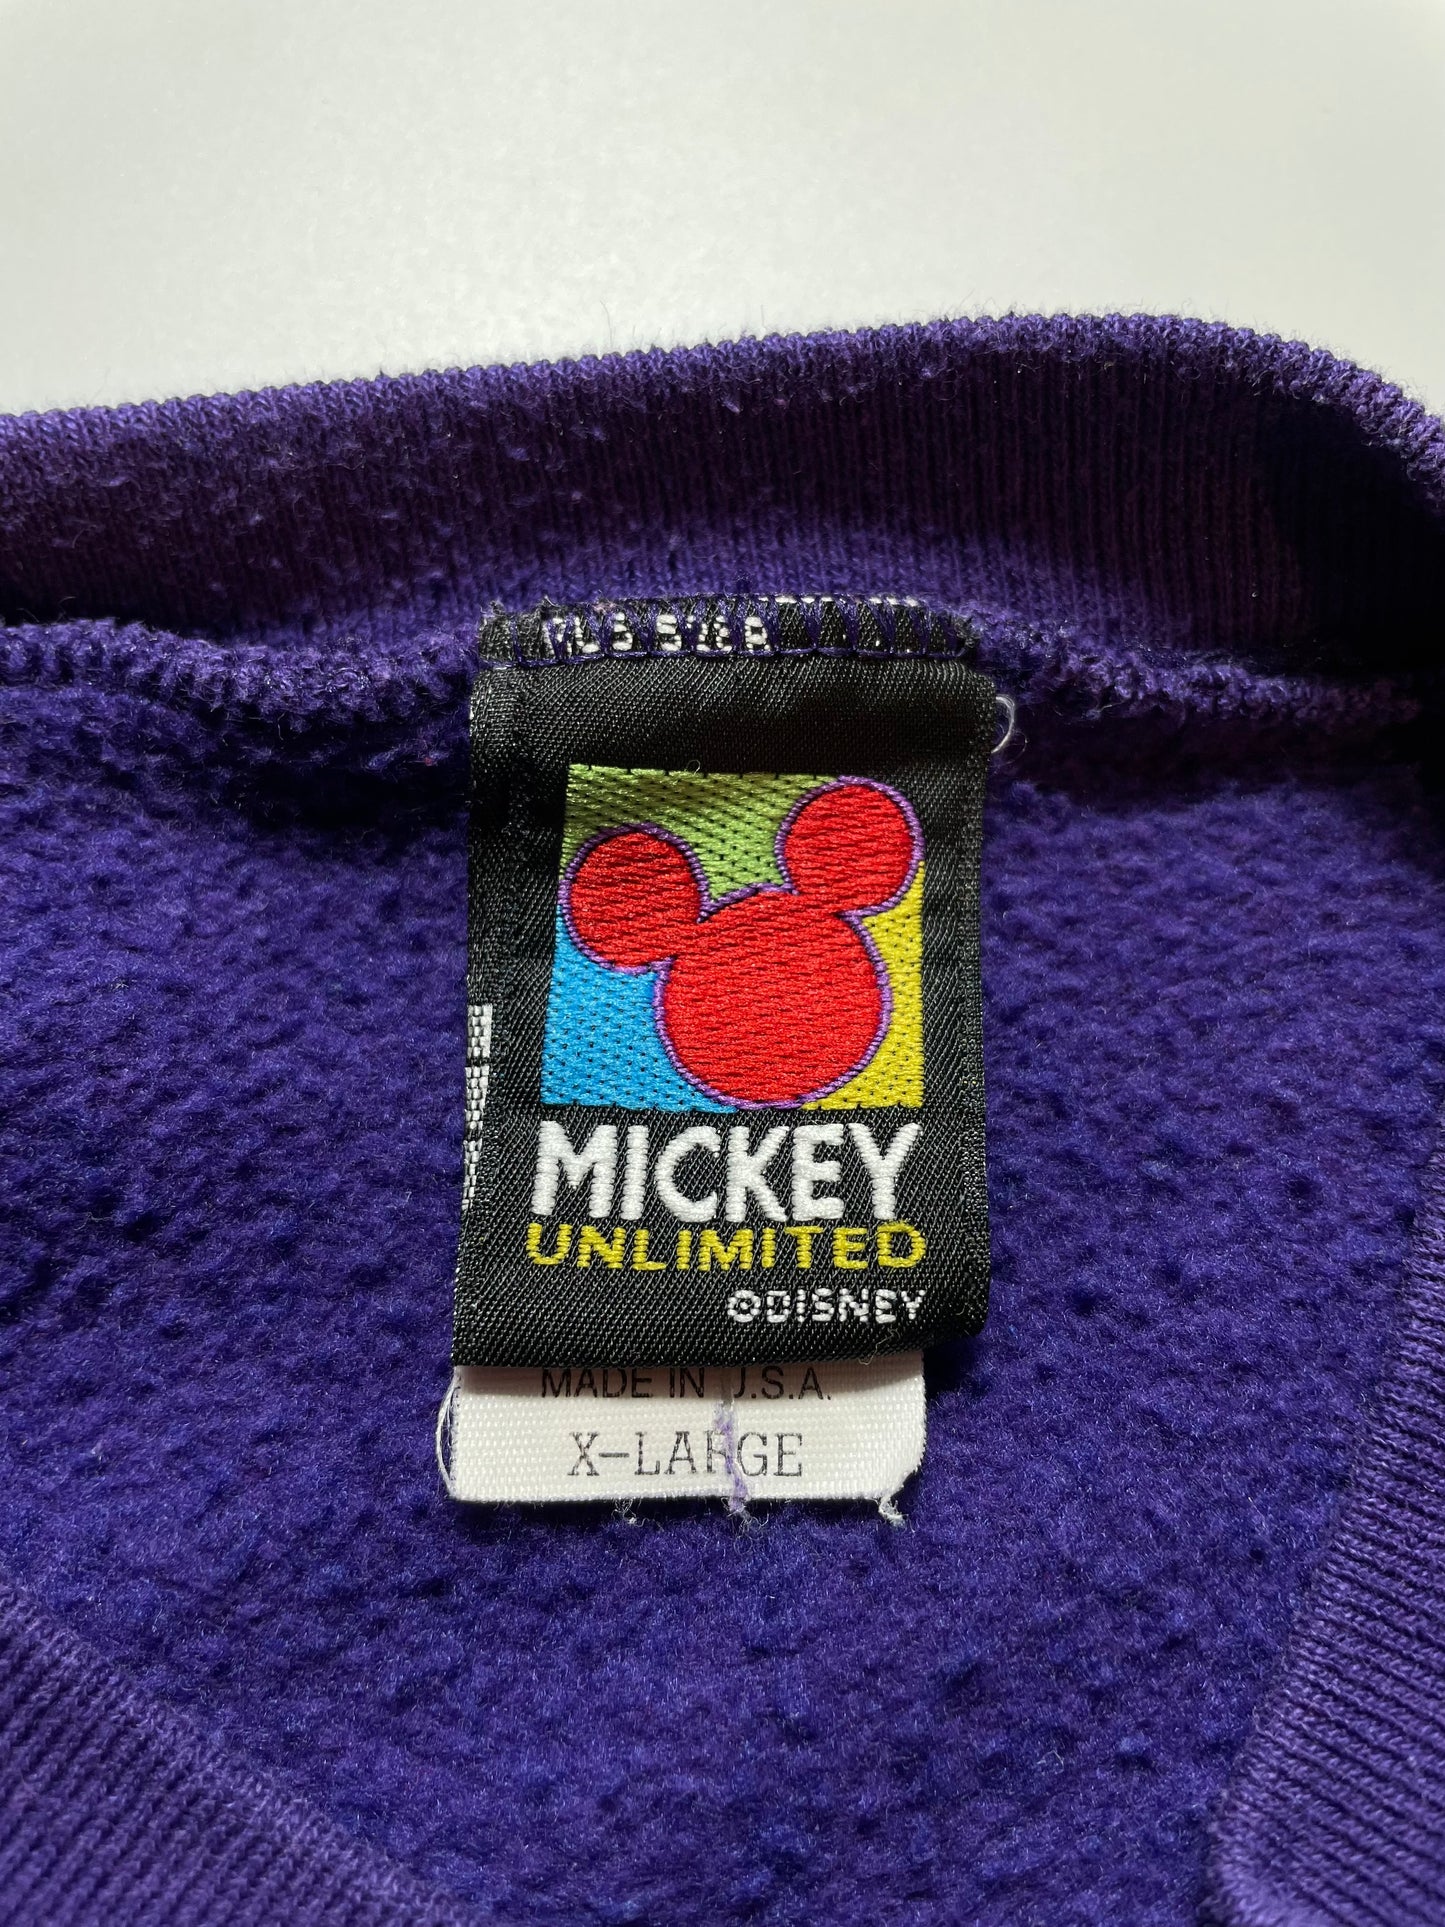 MICKEY
UNLIMITED
©DISNEY
MADE IN U.S.A.
X-LARGE